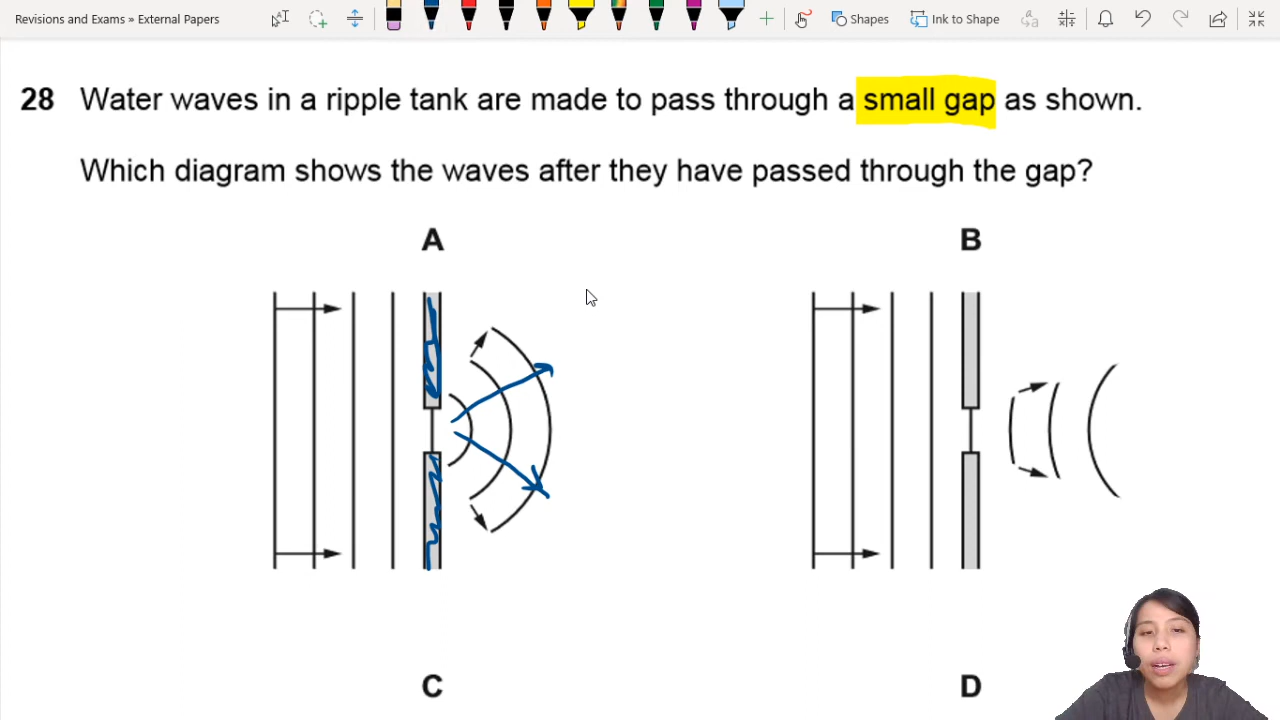 Revisions and Exams » External Papers
Shapes
Ink to Shape
28 Water waves in a ripple tank are made to pass through a small gap as shown.
Which diagram shows the waves after they have passed through the gap?
A
B
C
D